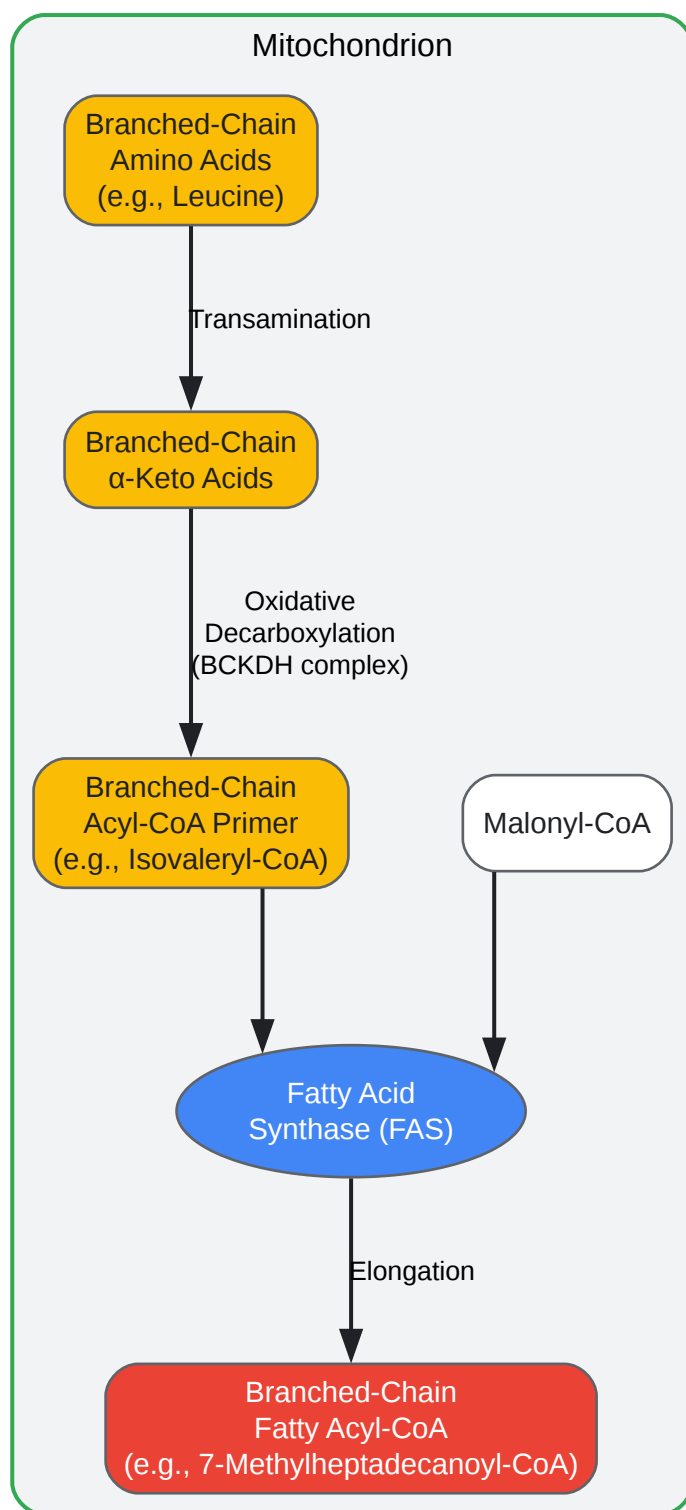 Mitochondrion
Branched-Chain
Amino Acids
(e.g., Leucine)
Transamination
Branched-Chain
α-Keto Acids
Oxidative
Decarboxylation
(BCKDH complex)
Branched-Chain
Acyl-CoA Primer
(e.g., Isovaleryl-CoA)
Malonyl-CoA
Fatty Acid
Synthase (FAS)
Elongation
Branched-Chain
Fatty Acyl-CoA
(e.g., 7-Methylheptadecanoyl-CoA)